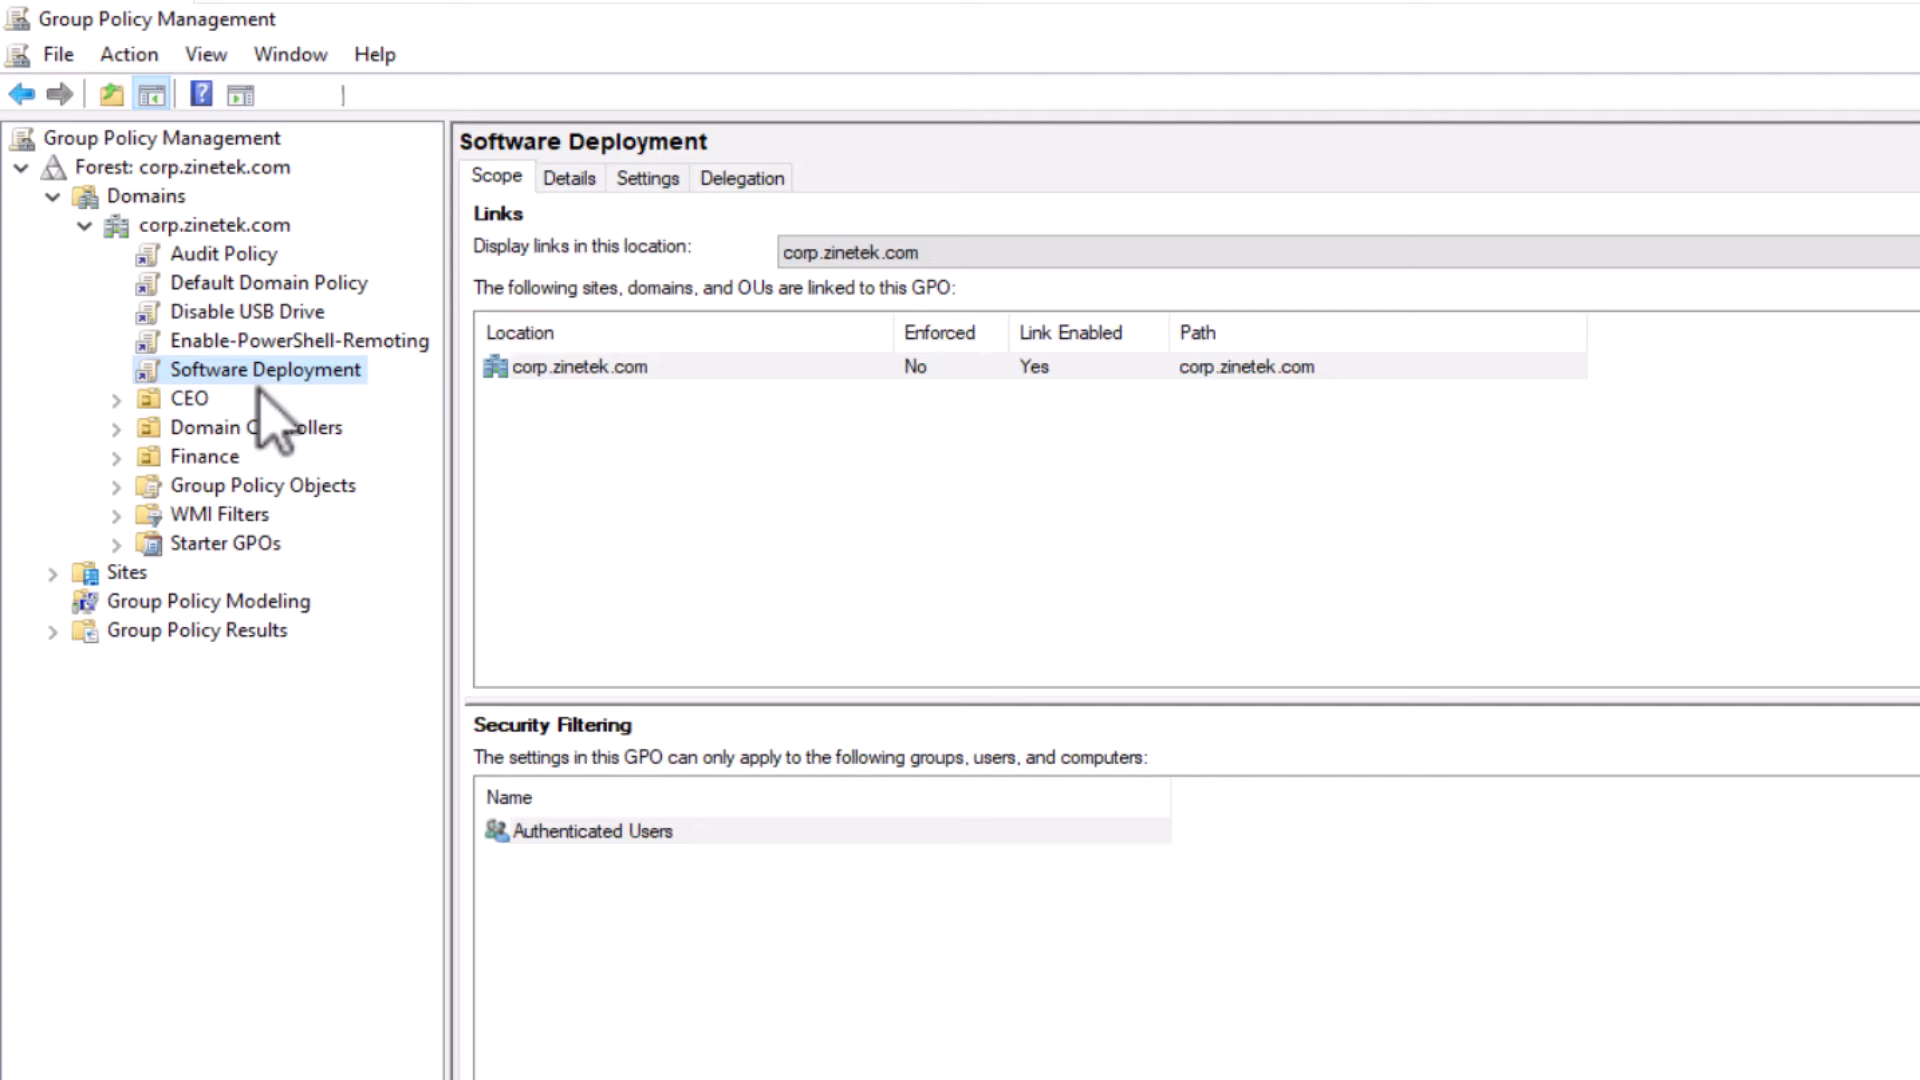 Group Policy Management
File Action View Window Help
Group Policy Management
Forest: corp.zinetek.com
Domains
corp.zinetek.com
Audit Policy
Default Domain Policy
Disable USB Drive
Enable-PowerShell-Remoting
Software Deployment
CEO
Domain C ollers
Finance
Group Policy Objects
WMI Filters
Starter GPOs
Sites
Group Policy Modeling
Group Policy Results
Software Deployment
Scope Details Settings Delegation
Links
Display links in this location: corp.zinetek.com
The following sites, domains, and OUs are linked to this GPO:
Location Enforced Link Enabled Path
corp.zinetek.com No Yes corp.zinetek.com
Security Filtering
The settings in this GPO can only apply to the following groups, users, and computers:
Name
Authenticated Users